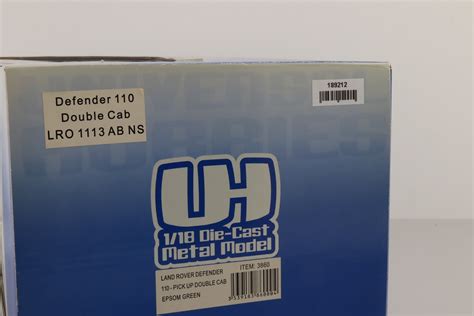 Defender 110
Double Cab
LRO 1113 AB NS
189212
UH
1/18 Die-Cast
Metal Model
LAND ROVER DEFENDER
110 - PICK UP DOUBLE CAB
EPSOM GREEN
ITEM: 3880